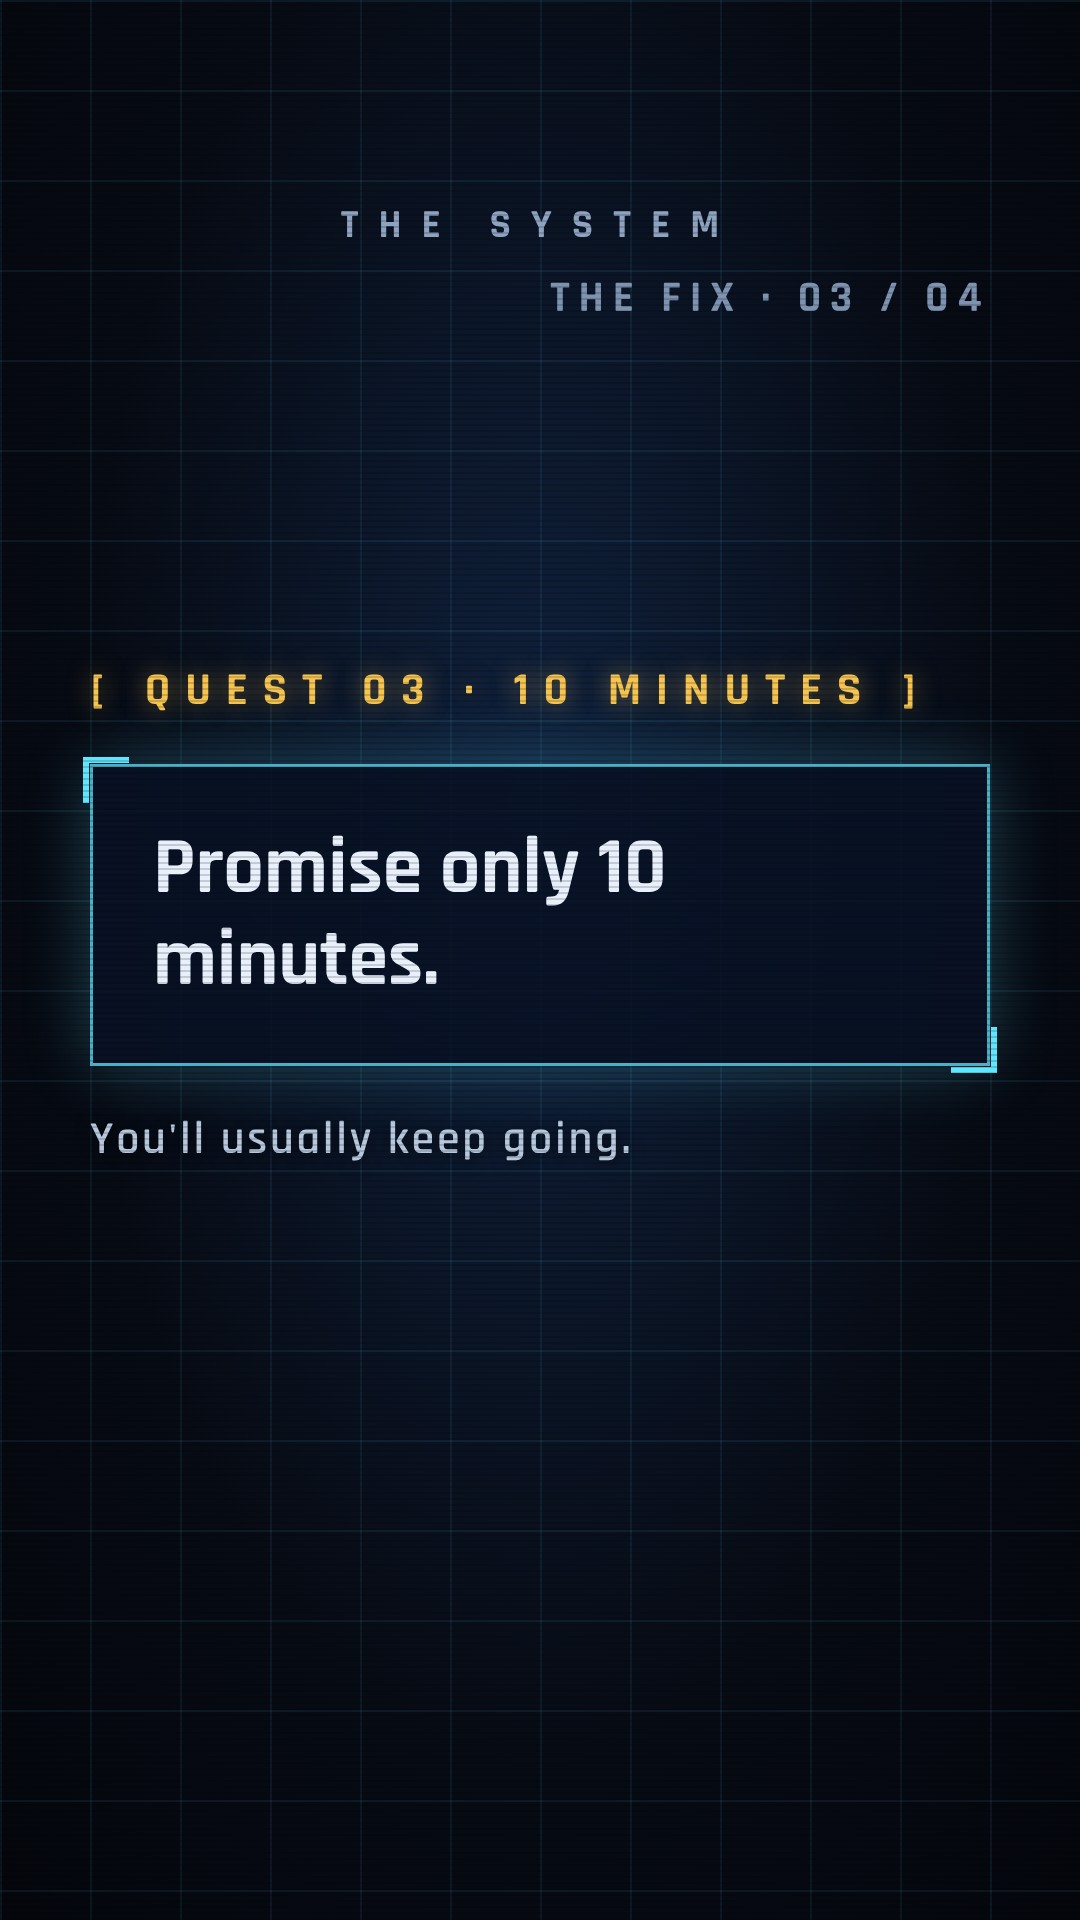 THE SYSTEM
THE FIX · 03 / 04
[ QUEST 03 · 10 MINUTES ]
Promise only 10
minutes.
You'll usually keep going.